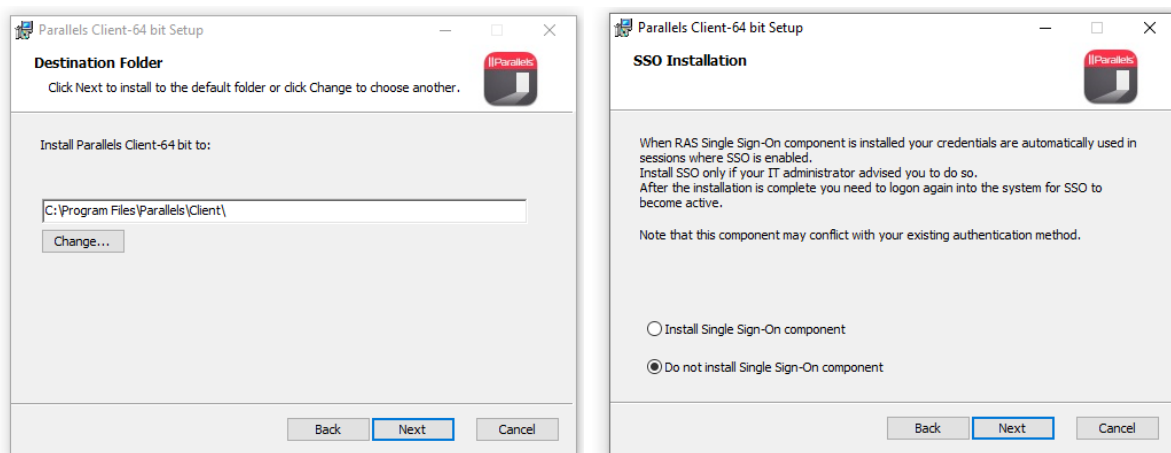 Parallels Client-64 bit Setup
Destination Folder
Click Next to install to the default folder or click Change to choose another.
||Parallels
Install Parallels Client-64 bit to:
C:\Program Files\Parallels\Client\
Change...
Back
Next
Cancel
Parallels Client-64 bit Setup
SSO Installation
||Parallels
When RAS Single Sign-On component is installed your credentials are automatically used in
sessions where SSO is enabled.
Install SSO only if your IT administrator advised you to do so.
After the installation is complete you need to logon again into the system for SSO to
become active.
Note that this component may conflict with your existing authentication method.
Install Single Sign-On component
Do not install Single Sign-On component
Back
Next
Cancel